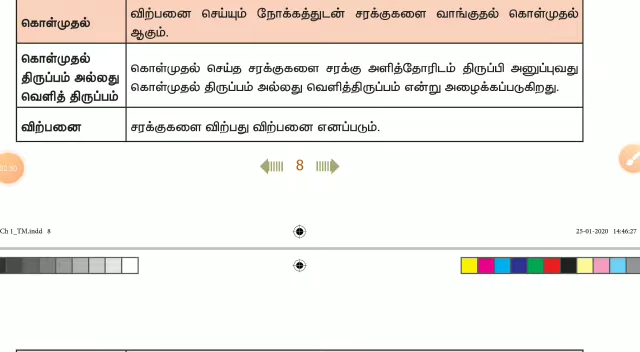 கொள்முதல்
விற்பனை செய்யும் நோக்கத்துடன் சரக்குகளை வாங்குதல் கொள்முதல்
ஆகும்.
கொள்முதல்
திருப்பம் அல்லது
வெளித் திருப்பம்
கொள்முதல் செய்த சரக்குகளை சரக்கு அளித்தோரிடம் திருப்பி அனுப்புவது
கொள்முதல் திருப்பம் அல்லது வெளித்திருப்பம் என்று அழைக்கப்படுகிறது.
விற்பனை
சரக்குகளை விற்பது விற்பனை எனப்படும்.
8
Ch 1_TM.indd 8
25-01-2020 14:46:27